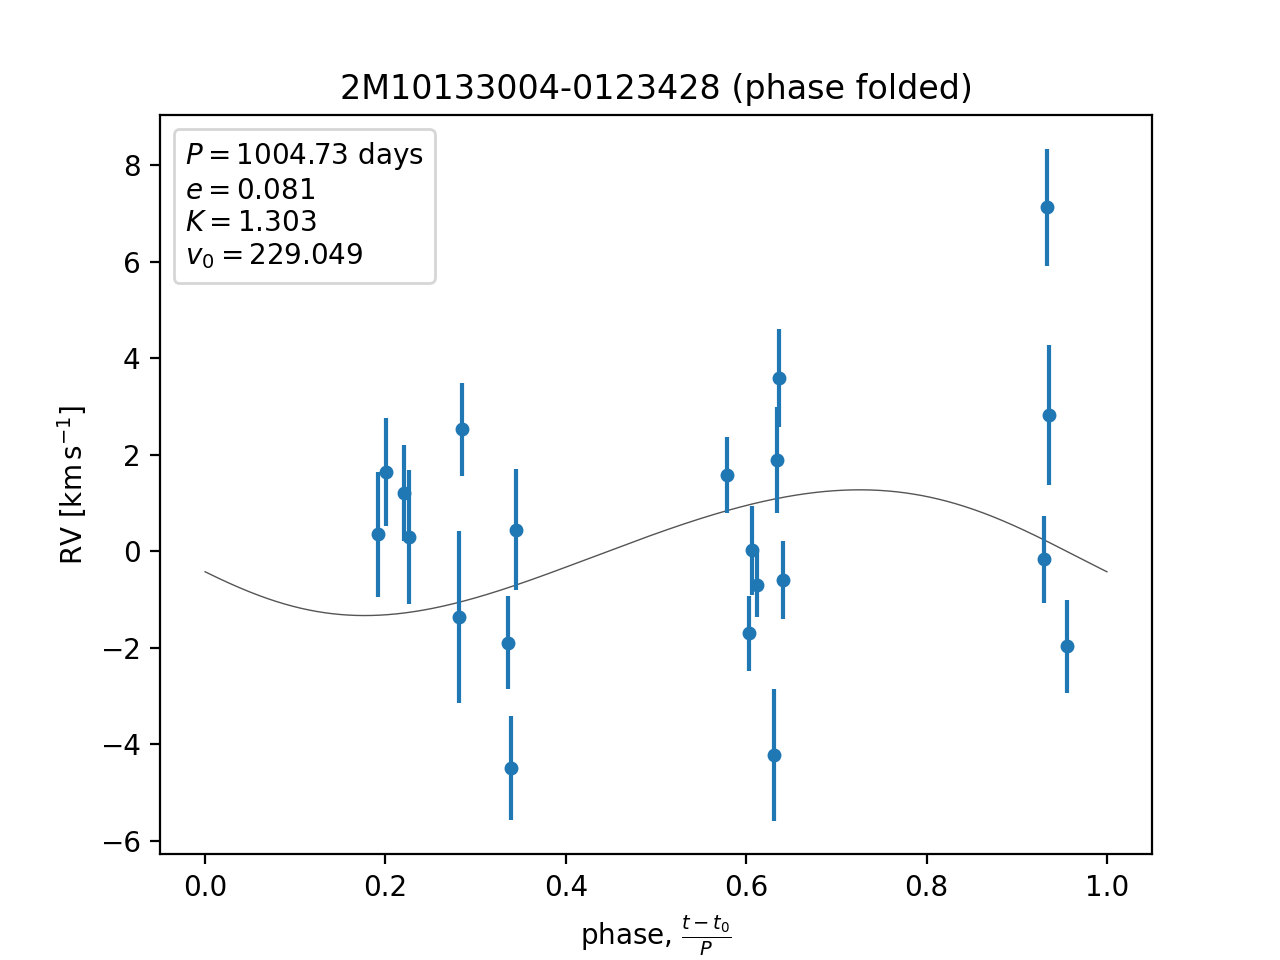 2M10133004-0123428 (phase folded)
P = 1004.73 days
e = 0.081
K = 1.303
v₀ = 229.049
RV [km s⁻¹]
8
6
4
2
0
−2
−4
−6
0.0 0.2 0.4 0.6 0.8 1.0
phase, (t − t₀)/P